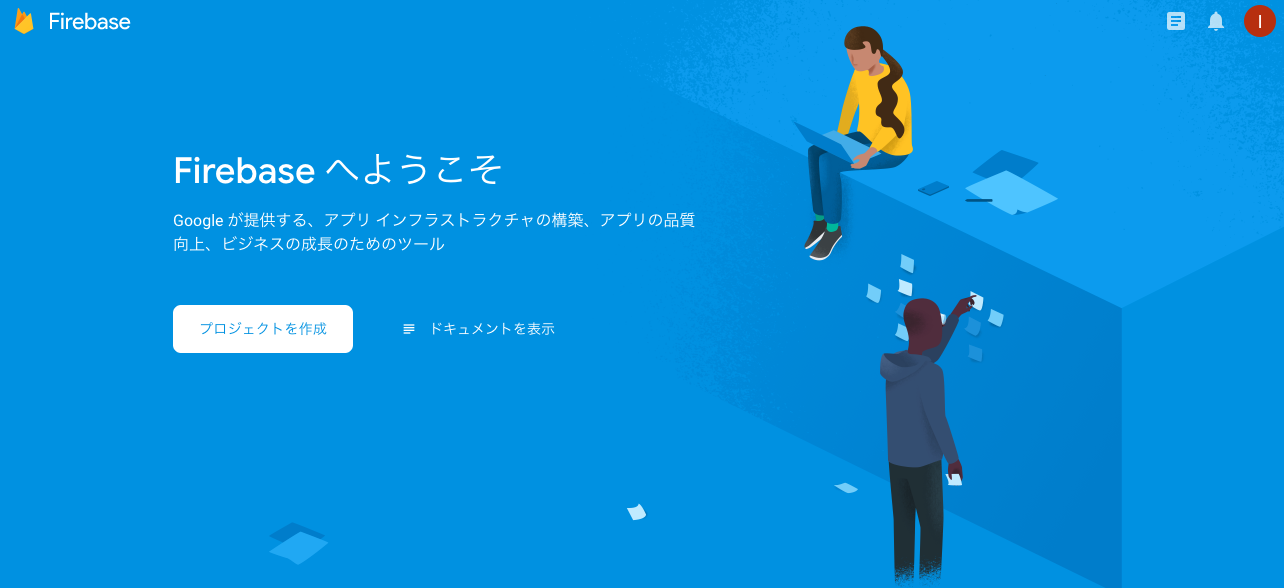 Firebase
I
Firebase へようこそ
Google が提供する、アプリ インフラストラクチャの構築、アプリの品質
向上、ビジネスの成長のためのツール
プロジェクトを作成
ドキュメントを表示